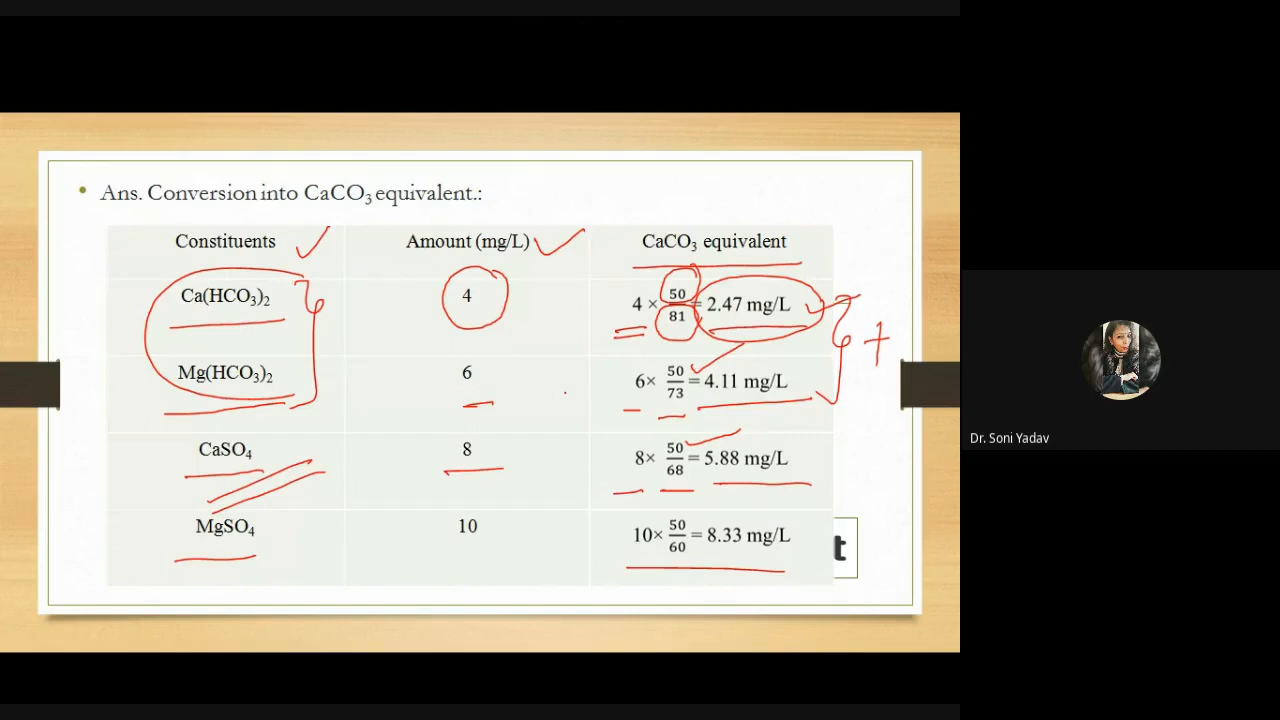 Ans. Conversion into CaCO₃ equivalent.:
Constituents Amount (mg/L) CaCO₃ equivalent
Ca(HCO₃)₂ 4 4 × 50/81 = 2.47 mg/L
Mg(HCO₃)₂ 6 6× 50/73 = 4.11 mg/L
CaSO₄ 8 8× 50/68 = 5.88 mg/L
MgSO₄ 10 10× 50/60 = 8.33 mg/L
+
t
Dr. Soni Yadav